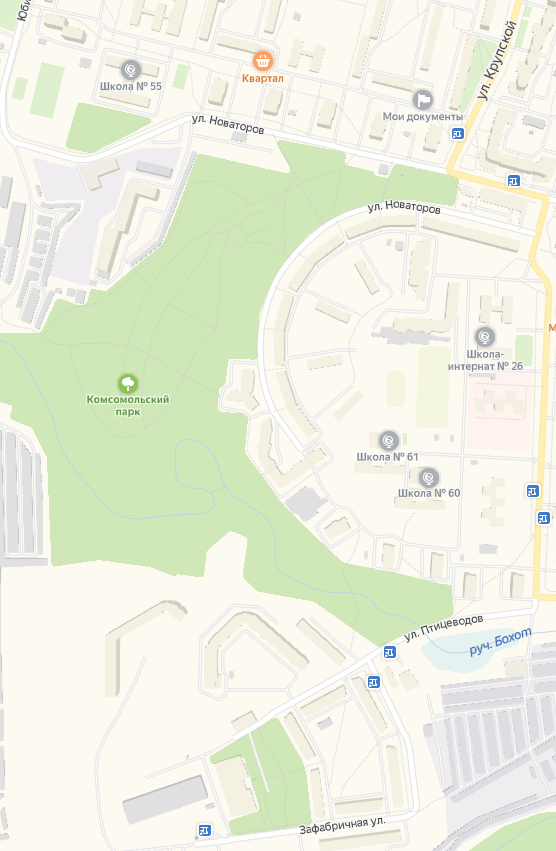 ул. Крупской
Школа № 55
Квартал
Мои документы
ул. Новаторов
ул. Новаторов
Школа-
интернат № 26
Комсомольский
парк
Школа № 61
Школа № 60
ул. Птицеводов
руч. Бохот
Зафабричная ул.